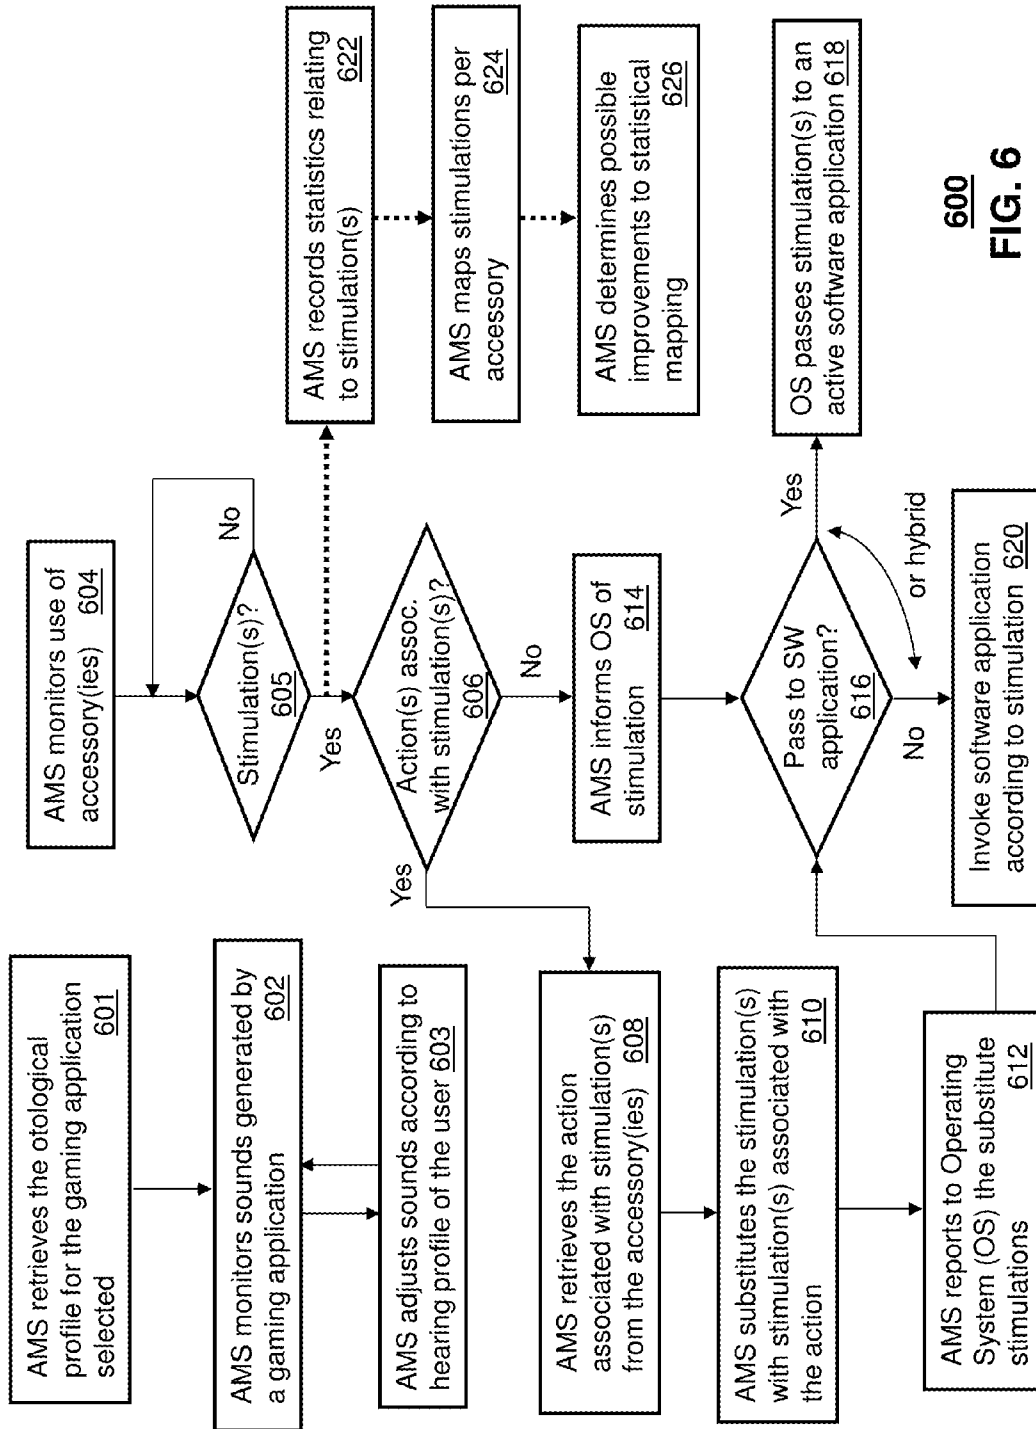 AMS retrieves the otological
profile for the gaming application
selected
601
AMS monitors sounds generated by
a gaming application
602
AMS adjusts sounds according to
hearing profile of the user 603
AMS monitors use of
accessory(ies) 604
Stimulation(s)?
605
No
Yes
Action(s) assoc.
with stimulation(s)?
606
Yes
No
AMS retrieves the action
associated with stimulation(s)
from the accessory(ies) 608
AMS substitutes the stimulation(s)
with stimulation(s) associated with
the action
610
AMS reports to Operating
System (OS) the substitute
stimulations
612
AMS informs OS of
stimulation
614
Pass to SW
application?
616
Yes
No
or hybrid
OS passes stimulation(s) to an
active software application 618
Invoke software application
according to stimulation 620
AMS records statistics relating
to stimulation(s)
622
AMS maps stimulations per
accessory
624
AMS determines possible
improvements to statistical
mapping
626
600
FIG. 6